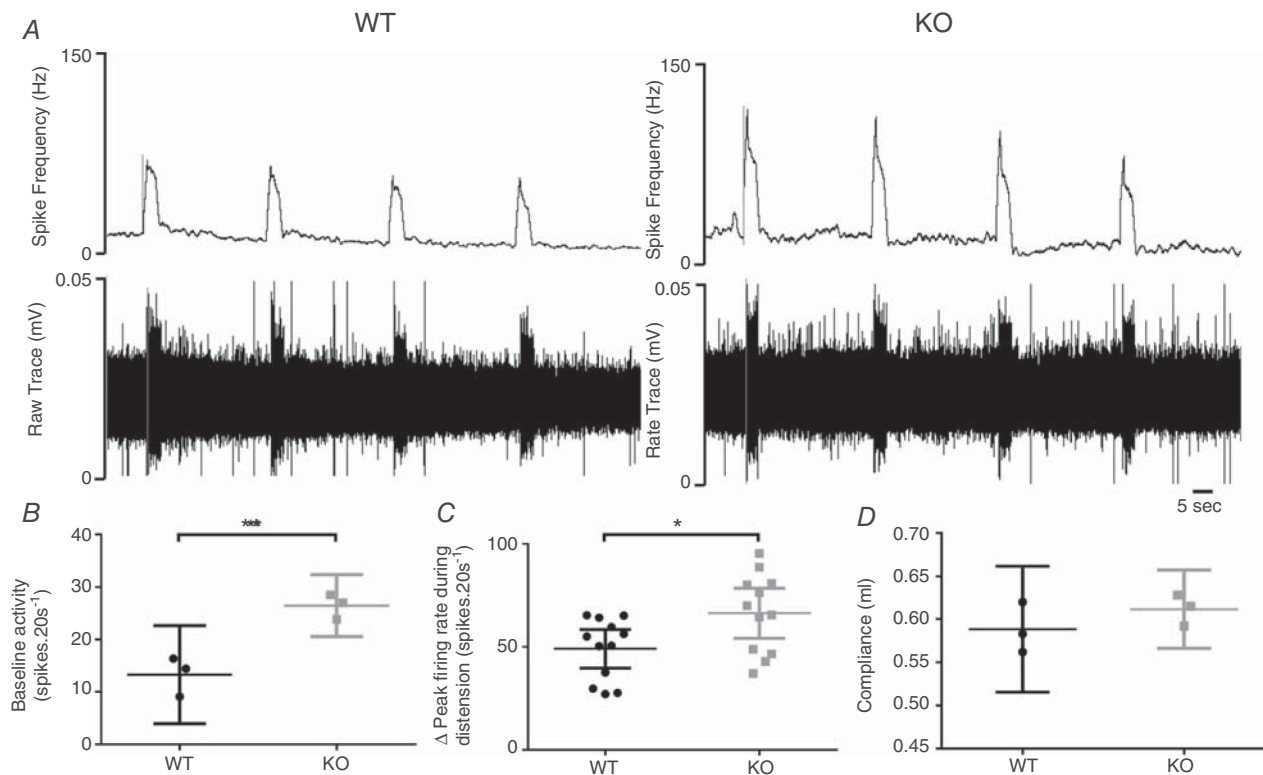 A
WT
KO
150
Spike Frequency (Hz)
0
150
Spike Frequency (Hz)
0
0.05
Raw Trace (mV)
0
0.05
Rate Trace (mV)
0
5 sec
B
***
40
30
20
10
0
Baseline activity
(spikes.20s⁻¹)
WT
KO
C
*
100
50
0
Δ Peak firing rate during
distension (spikes.20s⁻¹)
WT
KO
D
0.70
0.65
0.60
0.55
0.50
0.45
Compliance (ml)
WT
KO